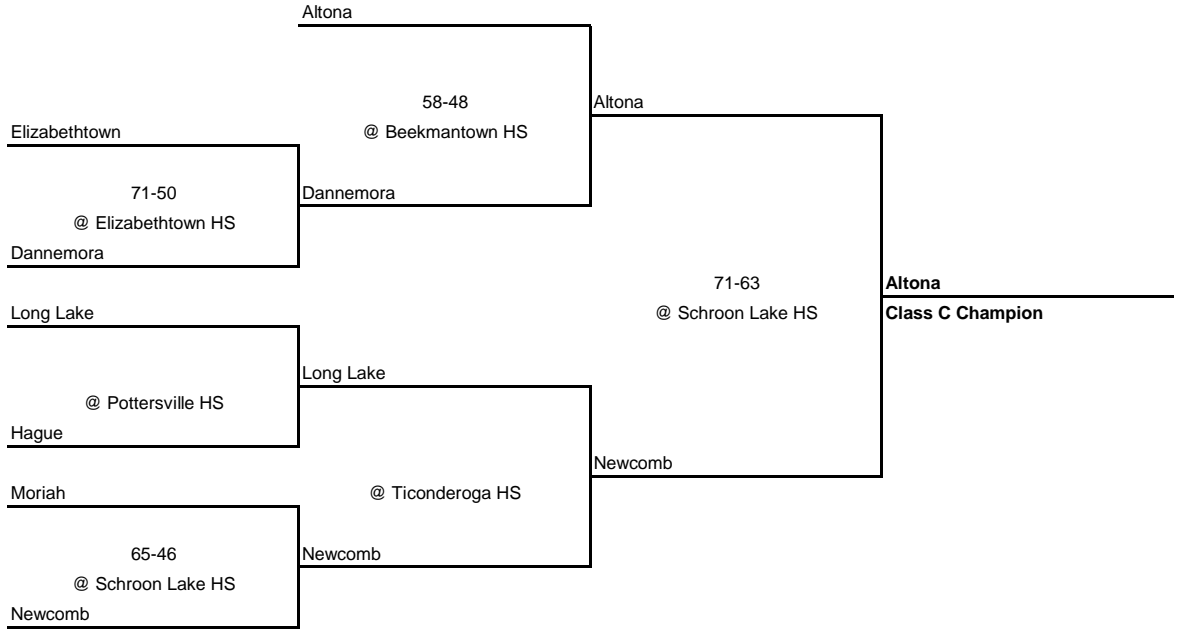 Altona
58-48
Altona
Elizabethtown
@ Beekmantown HS
71-50
Dannemora
@ Elizabethtown HS
Dannemora
71-63
Altona
Long Lake
@ Schroon Lake HS
Class C Champion
Long Lake
@ Pottersville HS
Hague
Newcomb
Moriah
@ Ticonderoga HS
65-46
Newcomb
@ Schroon Lake HS
Newcomb